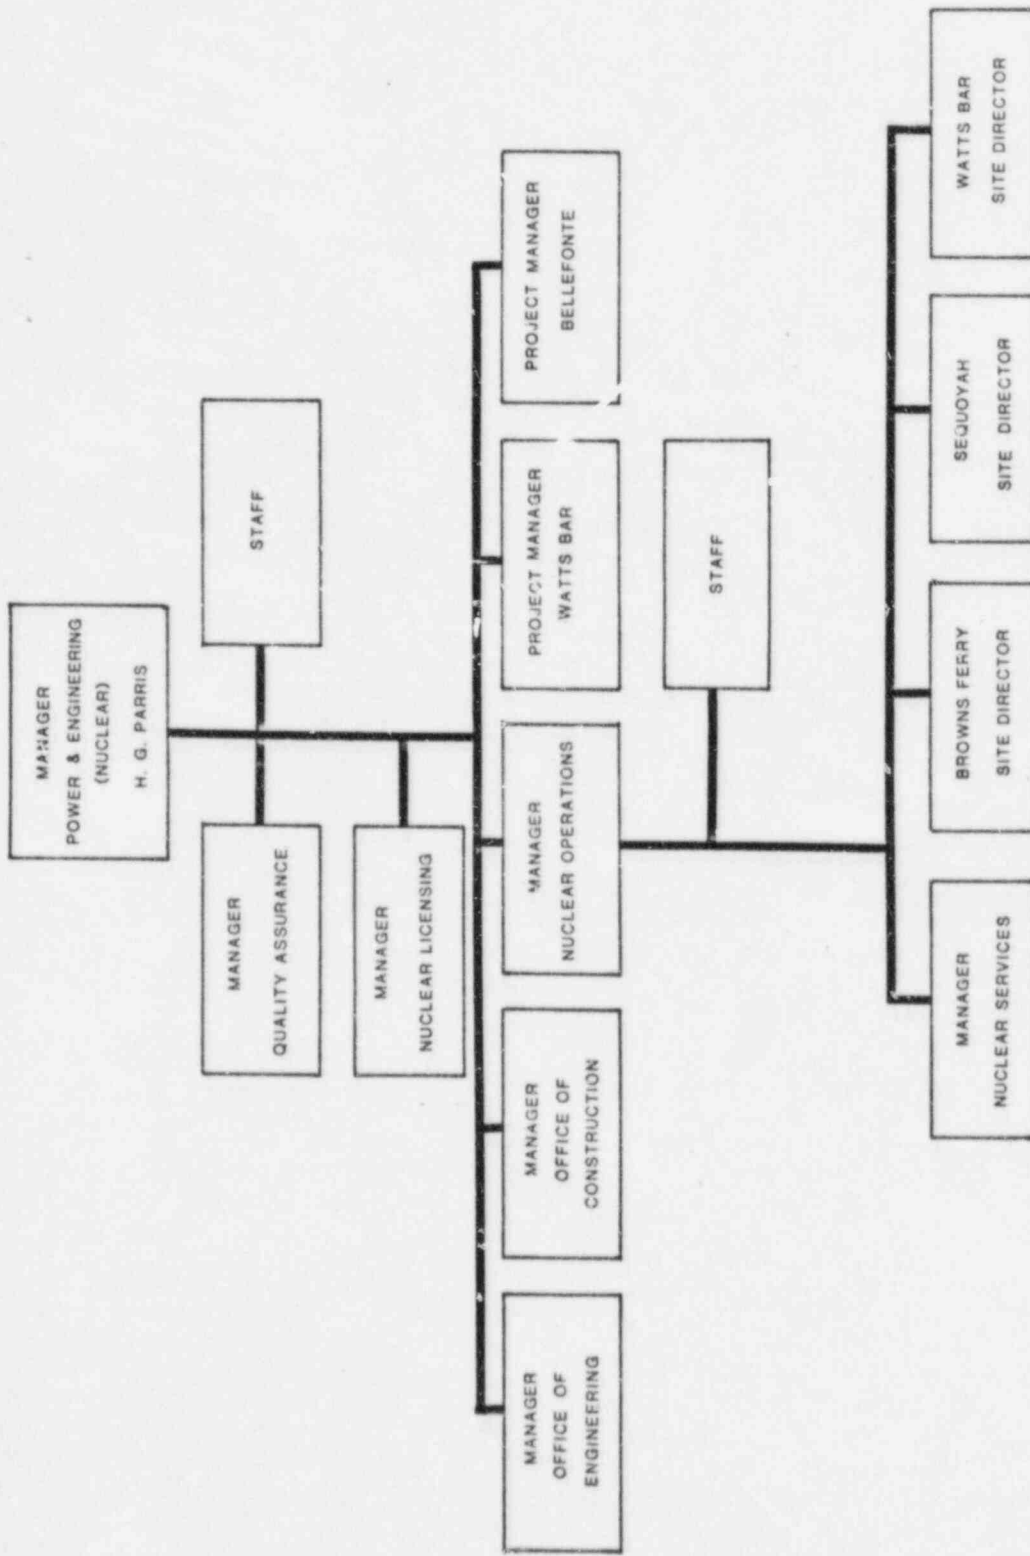 MANAGER
POWER & ENGINEERING
(NUCLEAR)
H. G. PARRIS
MANAGER
QUALITY ASSURANCE
STAFF
MANAGER
NUCLEAR LICENSING
MANAGER
OFFICE OF
ENGINEERING
MANAGER
OFFICE OF
CONSTRUCTION
MANAGER
NUCLEAR OPERATIONS
PROJECT MANAGER
WATTS BAR
PROJECT MANAGER
BELLEFONTE
STAFF
MANAGER
NUCLEAR SERVICES
BROWNS FERRY
SITE DIRECTOR
SEQUOYAH
SITE DIRECTOR
WATTS BAR
SITE DIRECTOR